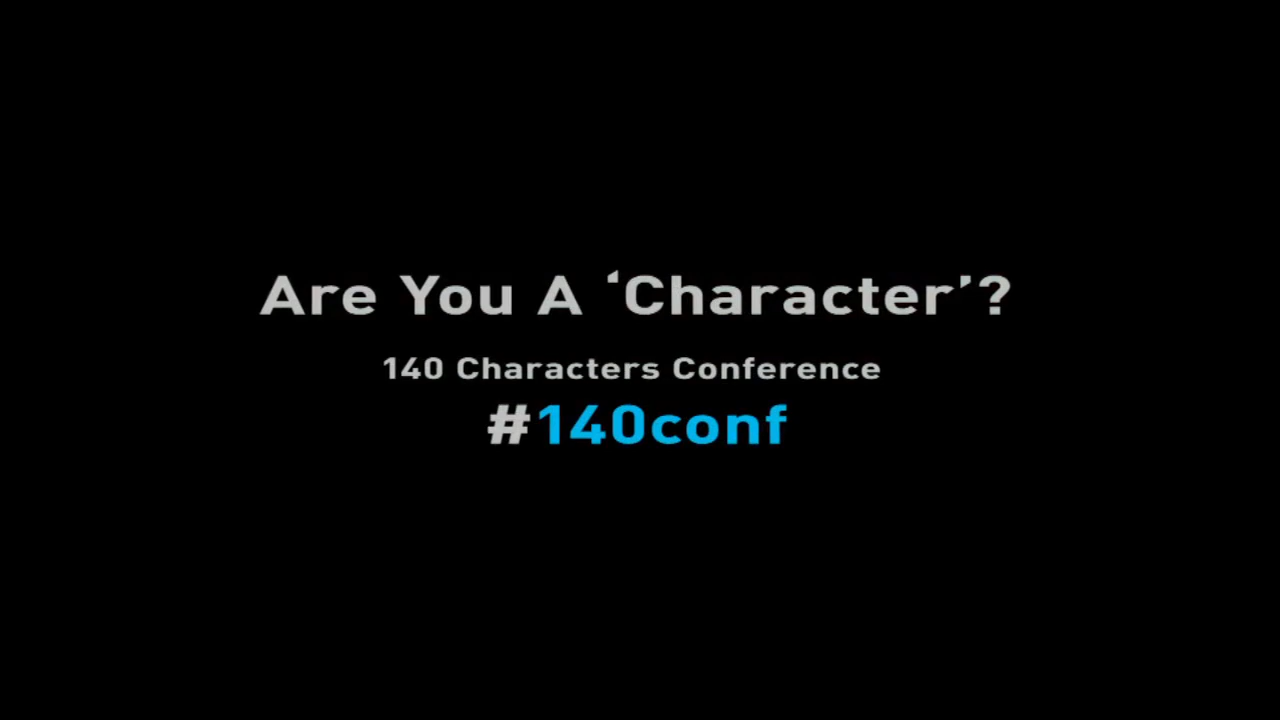 Are You A ‘Character’?
140 Characters Conference
#140conf